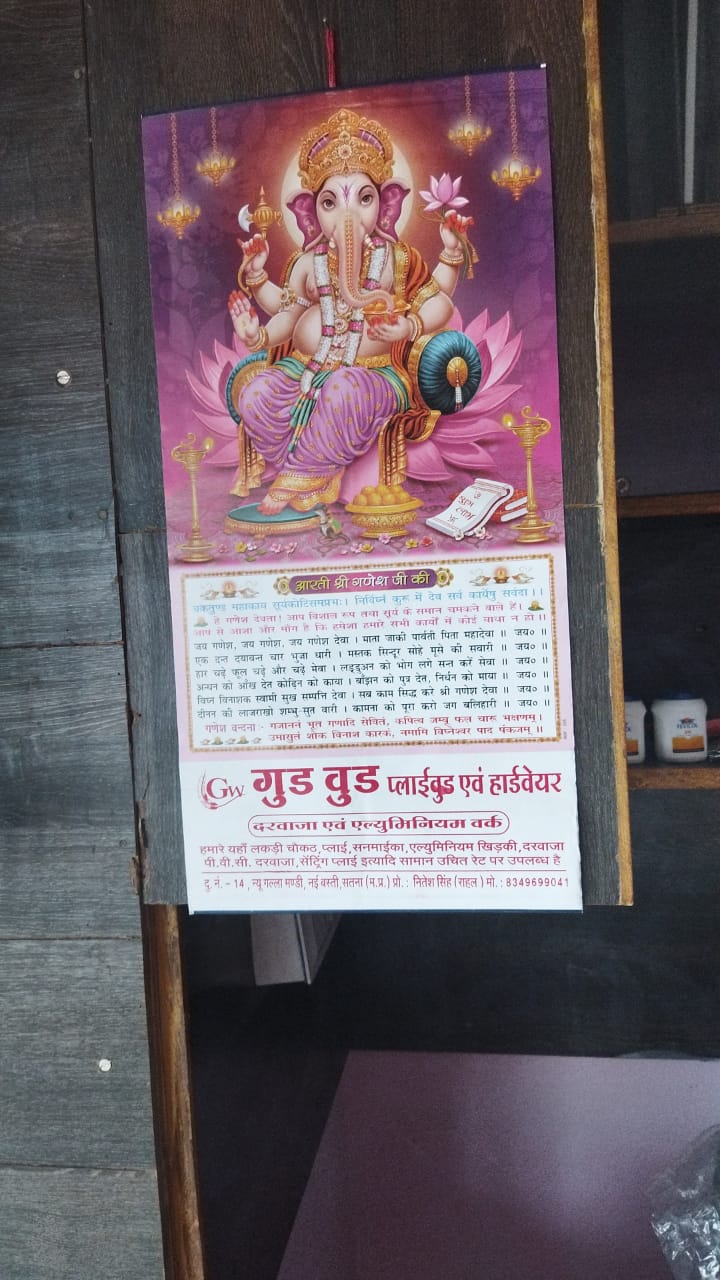 शुभ
लाभ
आरती श्री गणेश जी की
वक्रतुण्ड महाकाय सूर्यकोटिसमप्रभः। निर्विघ्नं कुरू में देव सर्व कार्येषु सर्वदा।।
हे गणेश देवता! आप विशाल रूप तथा सूर्य के समान चमकने वाले हैं।
आप से आशा और माँग है कि हमेशा हमारे सभी कार्यों में कोई बाधा न हो।।
जय गणेश, जय गणेश, जय गणेश देवा । माता जाकी पार्वती पिता महादेवा ॥ जय० ॥
एक दन्त दयावन्त चार भुजा धारी । मस्तक सिन्दूर सोहे मूसे की सवारी ॥ जय० ॥
हार चढ़े फूल चढ़े और चढ़े मेवा । लड्डुअन को भोग लगे सन्त करें सेवा ॥ जय० ॥
अन्धन को आँख देत कोढ़िन को काया । बाँझन को पुत्र देत, निर्धन को माया ॥ जय० ॥
विघ्न विनाशक स्वामी सुख सम्पत्ति देवा । सब काम सिद्ध करें श्री गणेश देवा ॥ जय० ॥
दीनन की लाजराखो शम्भु-सुत वारी । कामना को पूरा करो जग बलिहारी ॥ जय० ॥
गणेश वन्दना :- गजाननं भूत गणादि सेवितं, कपित्थ जम्बु फल चारू भक्षणम्।
उमासुतं शोक विनाश कारकं, नमामि विघ्नेश्वर पाद पंकजम् ॥
GW गुड वुड प्लाईवुड एवं हार्डवेयर
दरवाजा एवं एल्युमिनियम वर्क
हमारे यहाँ लकड़ी चौकठ,प्लाई,सनमाईका,एल्युमिनियम खिड़की,दरवाजा
पी.वी.सी. दरवाजा,सेंट्रिंग प्लाई इत्यादि सामान उचित रेट पर उपलब्ध है
दु. नं. - 14 , न्यू गल्ला मण्डी, नई बस्ती,सतना (म.प्र.) प्रो. : नितेश सिंह (राहुल ) मो. : 8349699041
FEVICOL